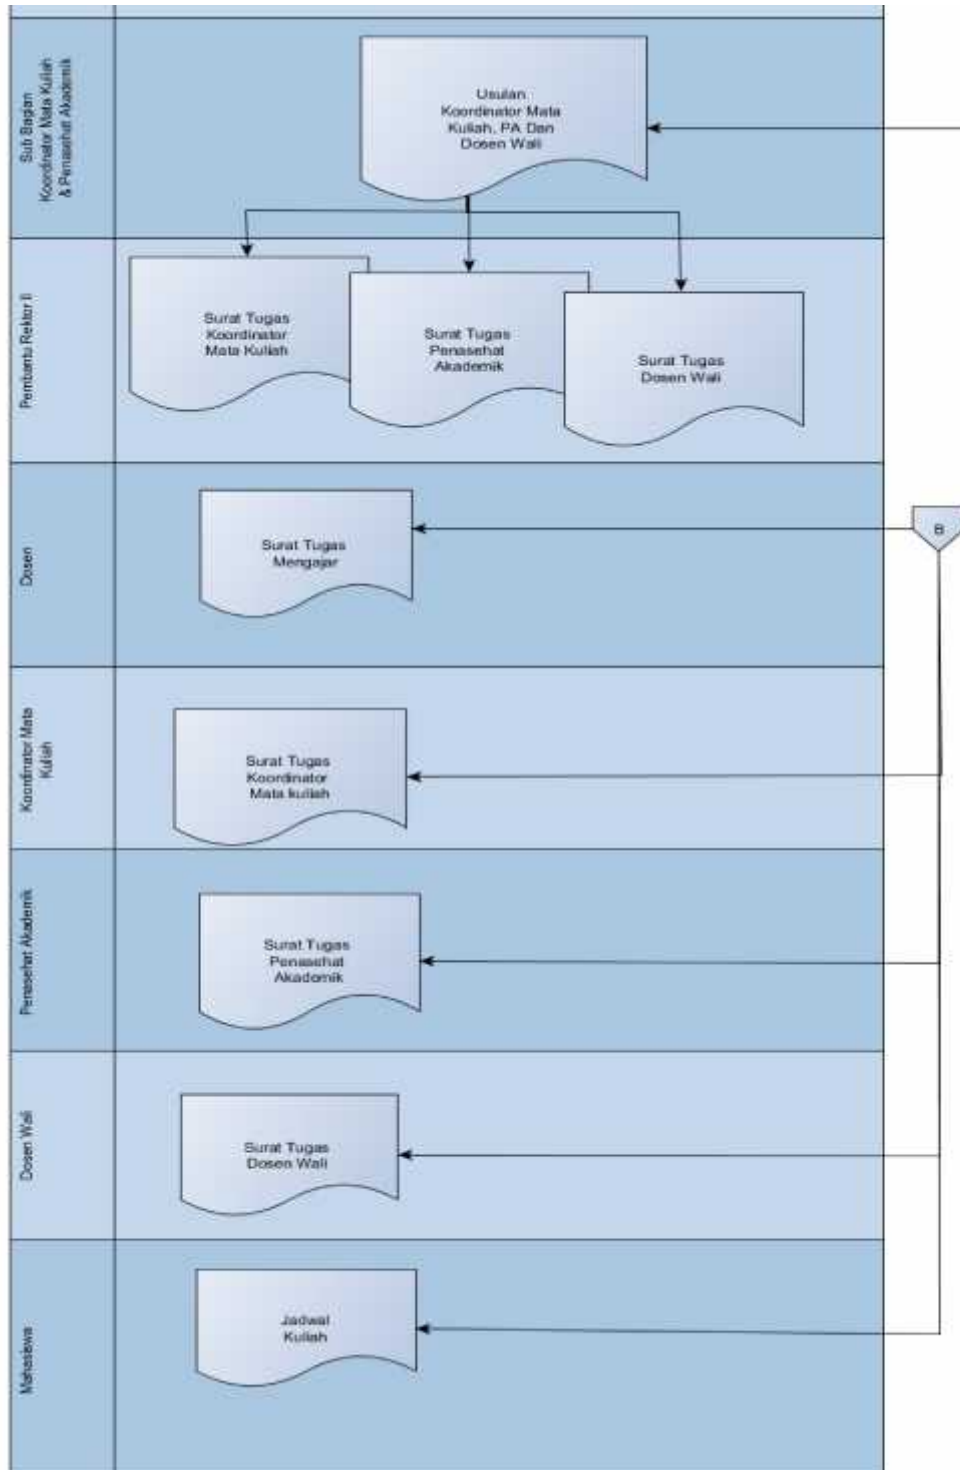 Sub Bagian
Koordinator Mata Kuliah
& Penasehat Akademik
Usulan
Koordinator Mata
Kuliah, PA Dan
Dosen Wali
Pembantu Rektor II
Surat Tugas
Koordinator
Mata Kuliah
Surat Tugas
Penasehat
Akademik
Surat Tugas
Dosen Wali
Dosen
Surat Tugas
Mengajar
B
Koordinator Mata
Kuliah
Surat Tugas
Koordinator
Mata kuliah
Penasehat Akademik
Surat Tugas
Penasehat
Akademik
Dosen Wali
Surat Tugas
Dosen Wali
Mahasiswa
Jadwal
Kuliah